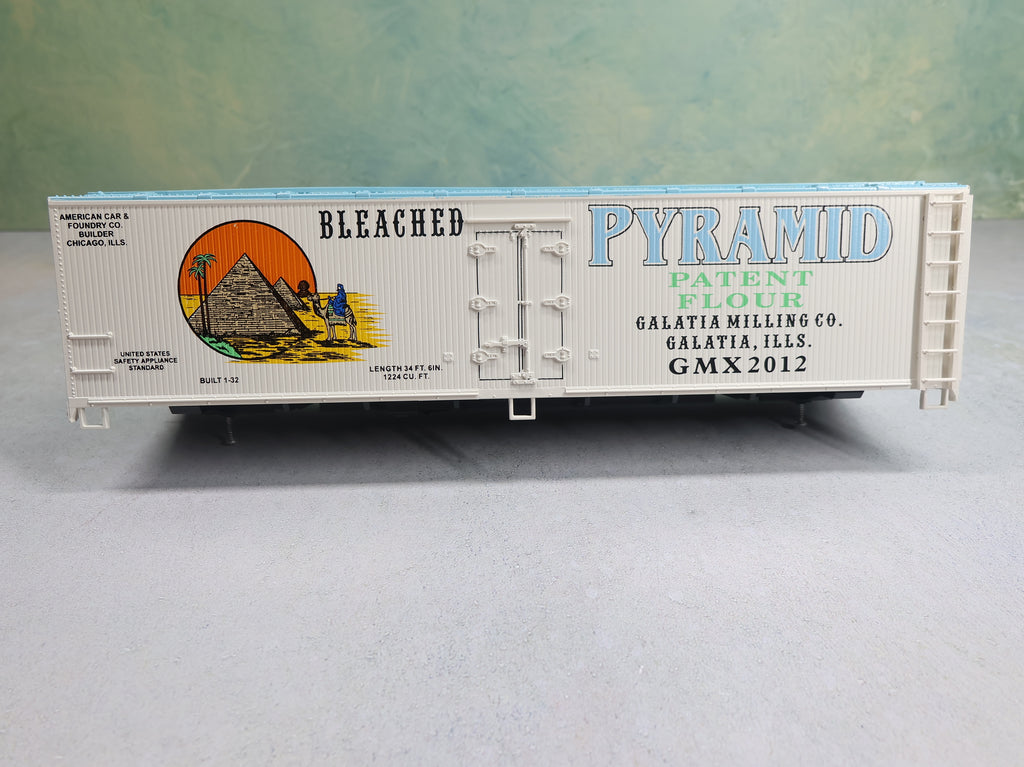 AMERICAN CAR &
FOUNDRY CO.
BUILDER
CHICAGO, ILLS.
UNITED STATES
SAFETY APPLIANCE
STANDARD
BUILT 1-32
BLEACHED
LENGTH 34 FT. 6IN.
1224 CU. FT.
PYRAMID
PATENT
FLOUR
GALATIA MILLING CO.
GALATIA, ILLS.
GMX 2012